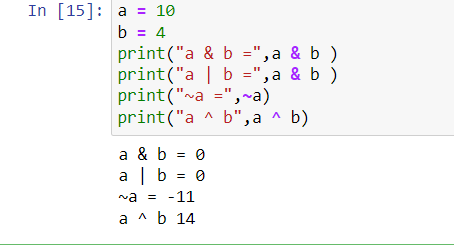 In [15]: a = 10
b = 4
print("a & b =",a & b )
print("a | b =",a & b )
print("~a =",~a)
print("a ^ b",a ^ b)
a & b = 0
a | b = 0
~a = -11
a ^ b 14